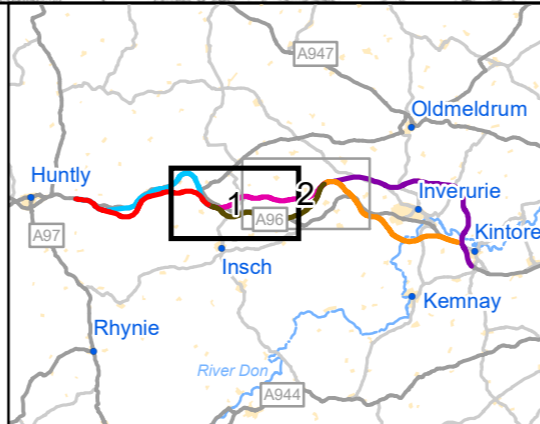 A947
Oldmeldrum
Huntly
1
2
Inverurie
A96
A97
Kintore
Insch
Kemnay
Rhynie
River Don
A944